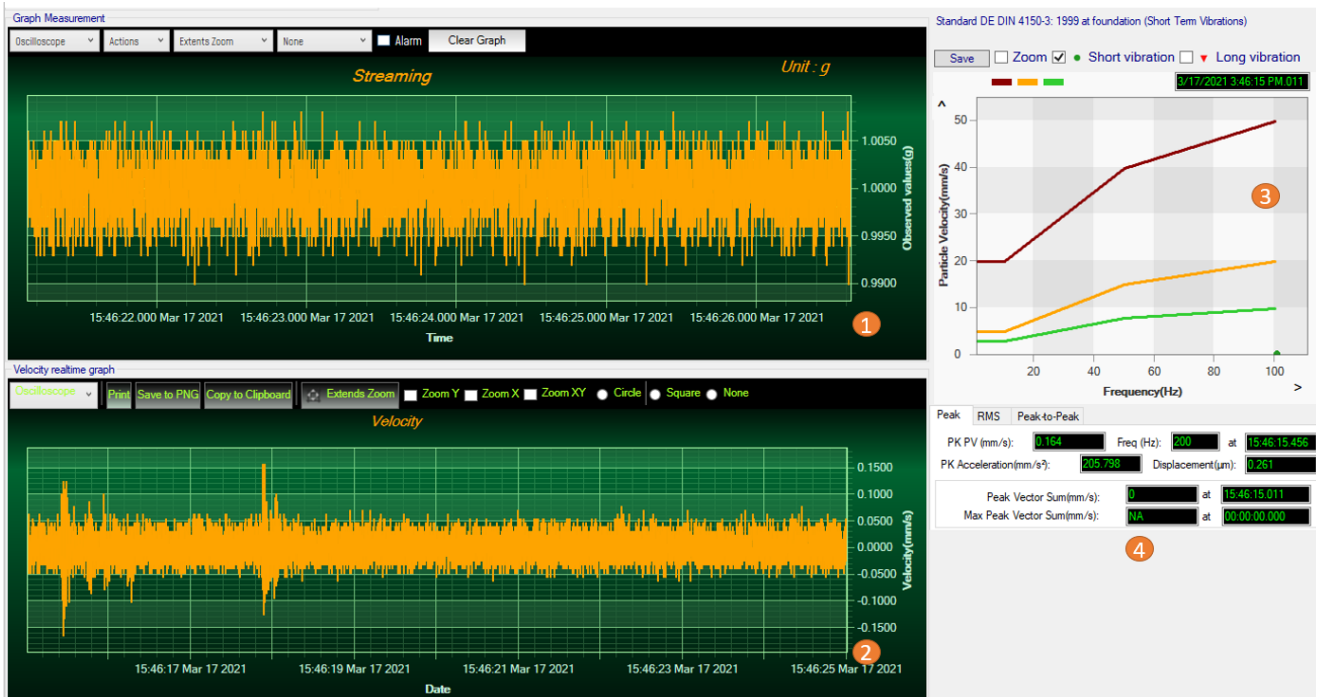 Graph Measurement
Oscilloscope Actions Extents Zoom None Alarm Clear Graph
Streaming
Unit : g
1.0050
1.0000
0.9950
0.9900
Observed values(g)
15:46:22.000 Mar 17 2021 15:46:23.000 Mar 17 2021 15:46:24.000 Mar 17 2021 15:46:25.000 Mar 17 2021 15:46:26.000 Mar 17 2021
Time
1
Velocity realtime graph
Oscilloscope Print Save to PNG Copy to Clipboard Extends Zoom Zoom Y Zoom X Zoom XY Circle Square None
Velocity
0.1500
0.1000
0.0500
0.0000
-0.0500
-0.1000
-0.1500
Velocity(mm/s)
15:46:17 Mar 17 2021 15:46:19 Mar 17 2021 15:46:21 Mar 17 2021 15:46:23 Mar 17 2021 15:46:25 Mar 17 2021
Date
2
Standard DE DIN 4150-3: 1999 at foundation (Short Term Vibrations)
Save Zoom Short vibration Long vibration
3/17/2021 3:46:15 PM.011
50
40
30
20
10
0
Particle Velocity(mm/s)
3
20 40 60 80 100
Frequency(Hz)
Peak RMS Peak-to-Peak
PK PV (mm/s): 0.164 Freq (Hz): 200 at 15:46:15.456
PK Acceleration(mm/s²): 205.798 Displacement(µm): 0.261
Peak Vector Sum(mm/s): 0 at 15:46:15.011
Max Peak Vector Sum(mm/s): NA at 00:00:00.000
4